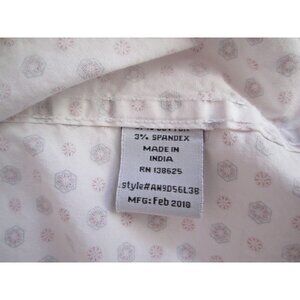 3% SPANDEX
MADE IN
INDIA
RN 138625
style#AW9D56L38
MFG: Feb 2018